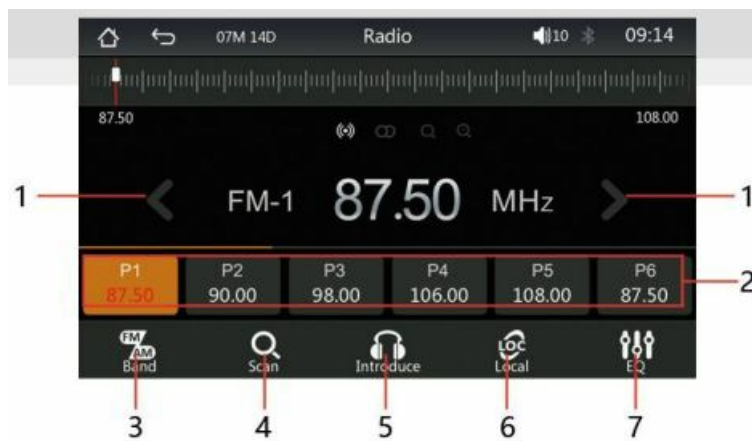 07M 14D Radio 10 09:14
87.50 108.00
1 FM-1 87.50 MHz 1
P1 P2 P3 P4 P5 P6
87.50 90.00 98.00 106.00 108.00 87.50
2
FM AM LOC
Band Scan Introduce Local EQ
3 4 5 6 7